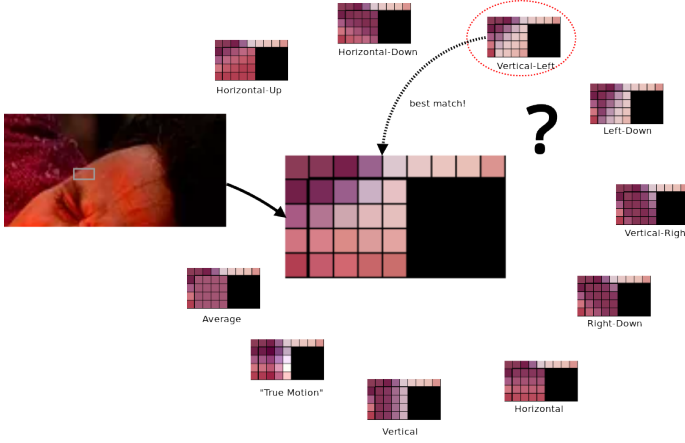 Horizontal-Down
Vertical-Left
Horizontal-Up
best match!
?
Left-Down
Vertical-Righ
Average
Right-Down
"True Motion"
Horizontal
Vertical